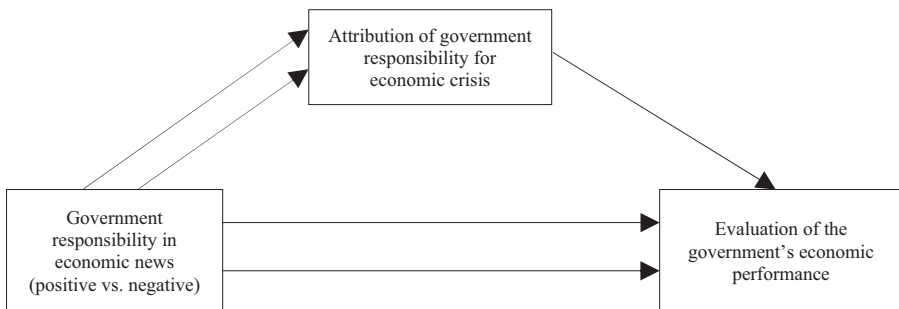 Attribution of government
responsibility for
economic crisis
Government
responsibility in
economic news
(positive vs. negative)
Evaluation of the
government’s economic
performance